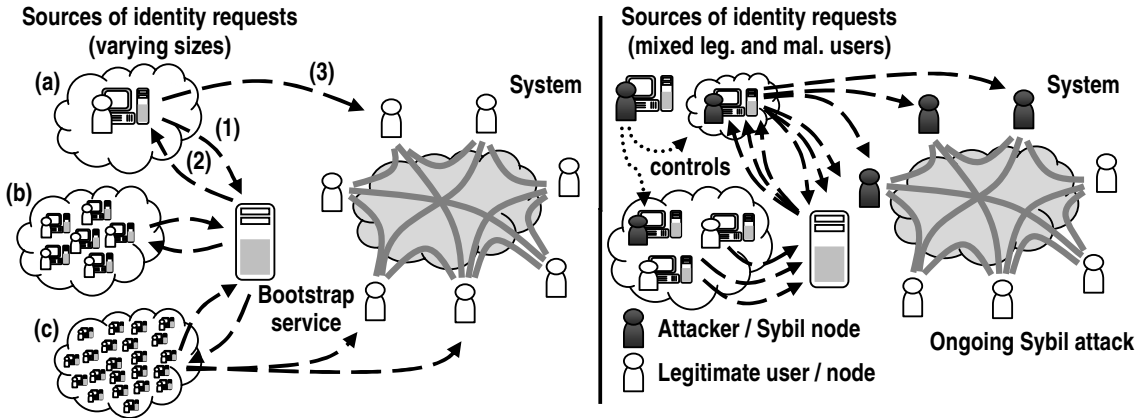 Sources of identity requests
(varying sizes)
(a)
(3)
System
(1)
(2)
(b)
Bootstrap
service
(c)
Sources of identity requests
(mixed leg. and mal. users)
System
controls
Attacker / Sybil node
Ongoing Sybil attack
Legitimate user / node